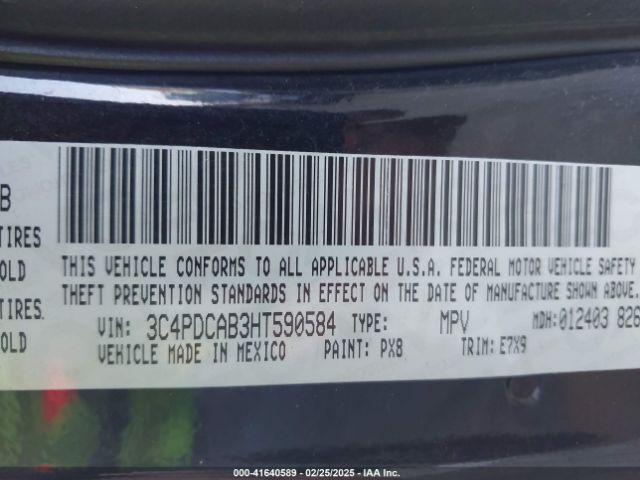 B
TIRES
OLD
TIRES
OLD
THIS VEHICLE CONFORMS TO ALL APPLICABLE U.S.A. FEDERAL MOTOR VEHICLE SAFETY
THEFT PREVENTION STANDARDS IN EFFECT ON THE DATE OF MANUFACTURE SHOWN
VIN: 3C4PDCAB3HT590584 TYPE: MPV MDH:012403 826
VEHICLE MADE IN MEXICO PAINT: PX8 TRIM: E7X9
000-41640589 - 02/25/2025 - IAA Inc.